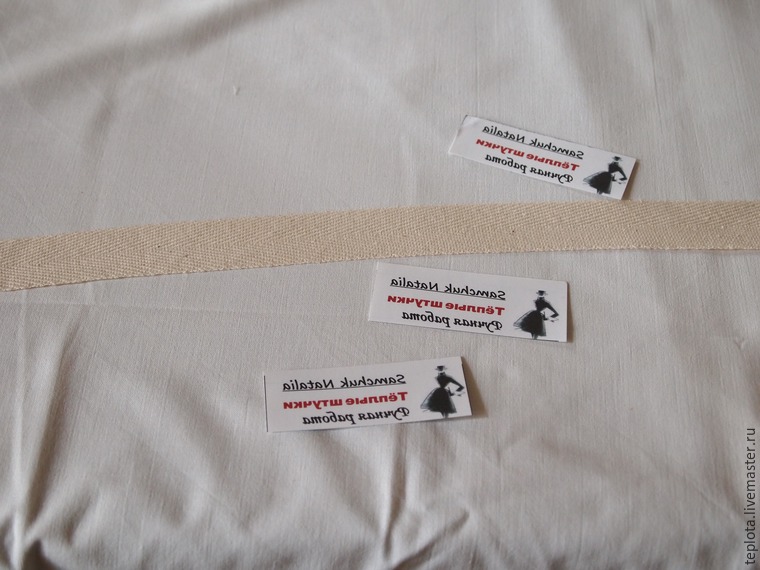 Samchuk Natalia
Тёплые штучки
Ручная работа
Samchuk Natalia
Тёплые штучки
Ручная работа
Samchuk Natalia
Тёплые штучки
Ручная работа
teplota.livemaster.ru